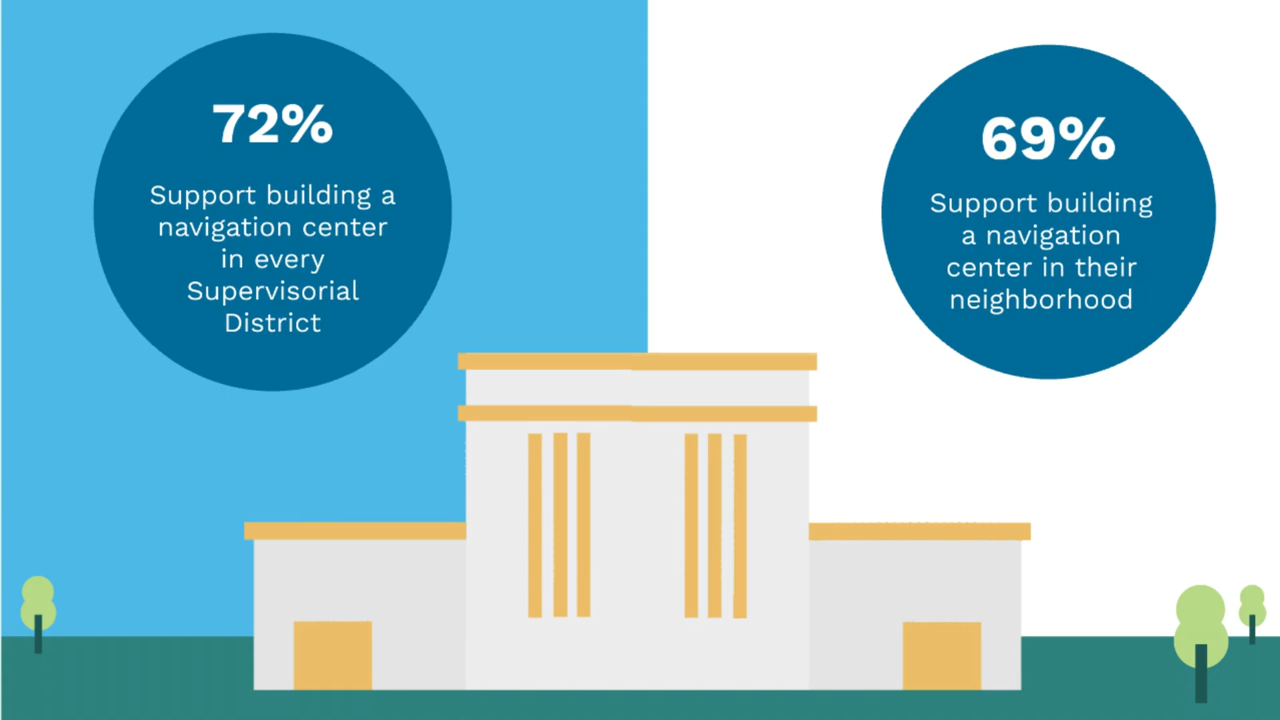 72%
Support building a
navigation center
in every
Supervisorial
District
69%
Support building
a navigation
center in their
neighborhood